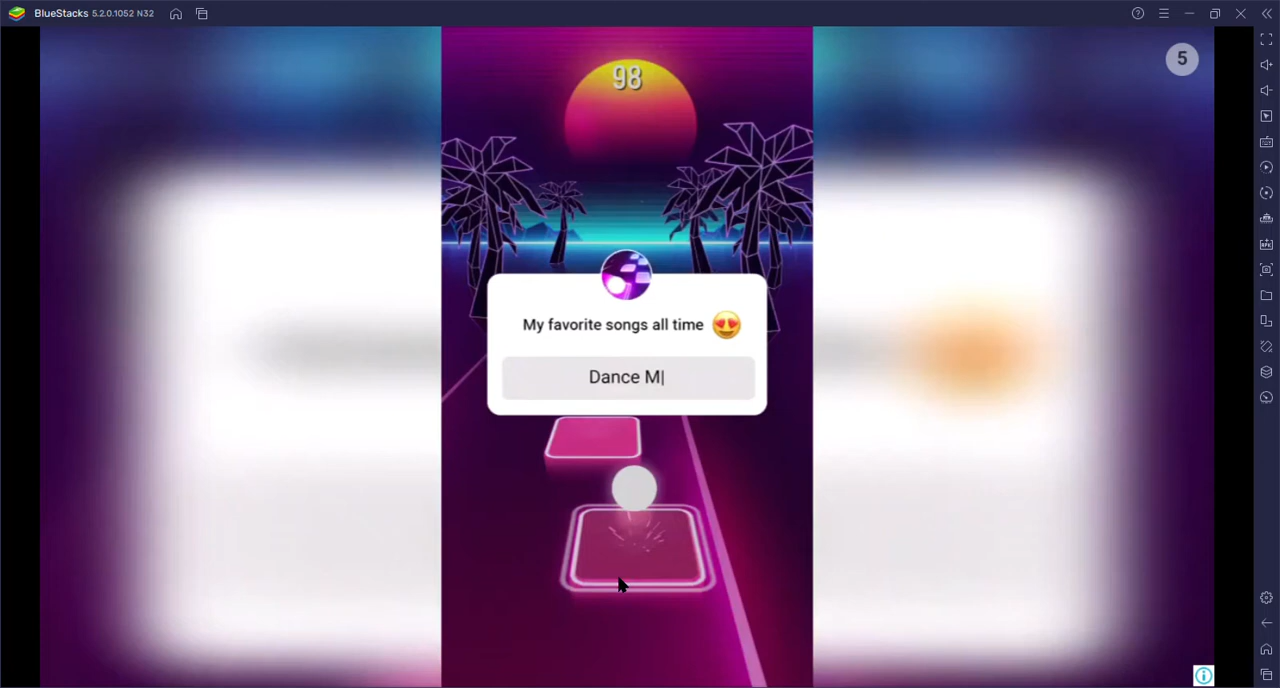 BlueStacks 5.2.0.1052 N32
5
98
My favorite songs all time
Dance M|